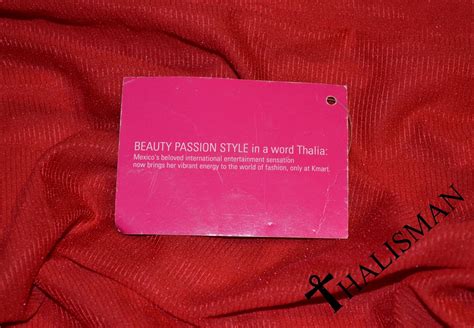 BEAUTY PASSION STYLE in a word Thalia:
Mexico's beloved international entertainment sensation
now brings her vibrant energy to the world of fashion, only at Kmart.
THALISMAN